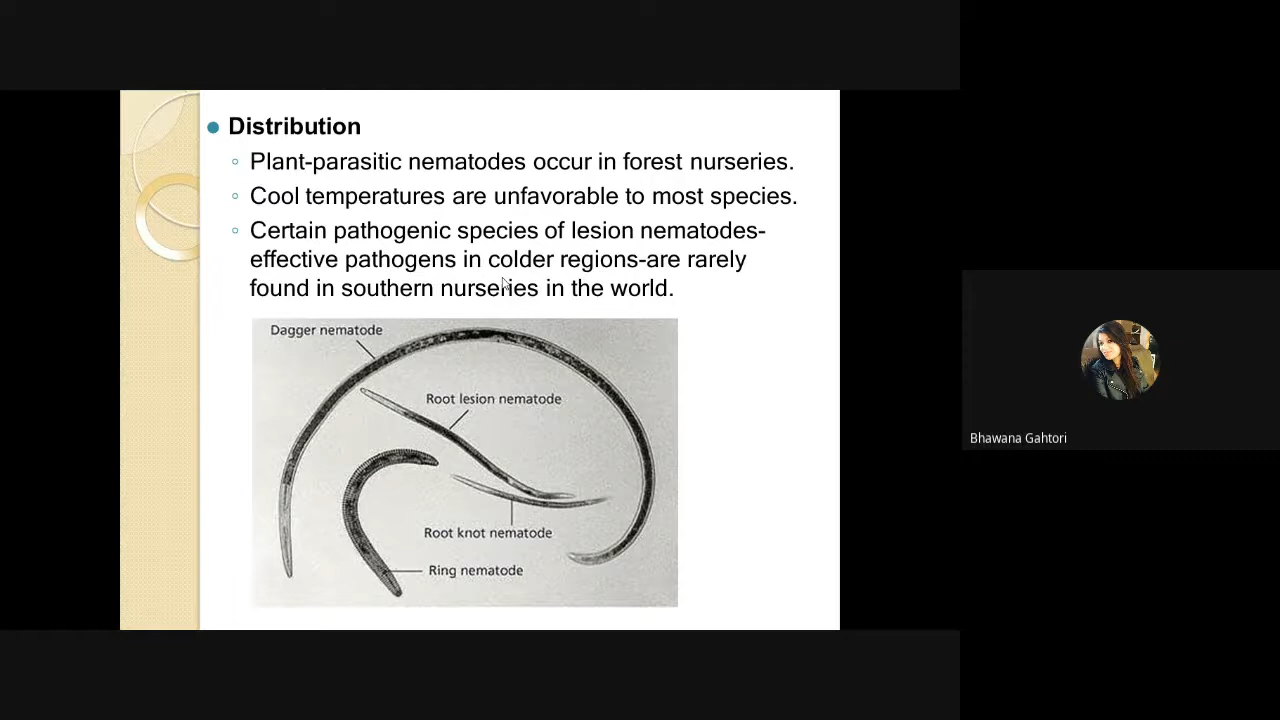 Distribution
Plant-parasitic nematodes occur in forest nurseries.
Cool temperatures are unfavorable to most species.
Certain pathogenic species of lesion nematodes-
effective pathogens in colder regions-are rarely
found in southern nurseries in the world.
Dagger nematode
Root lesion nematode
Root knot nematode
Ring nematode
Bhawana Gahtori